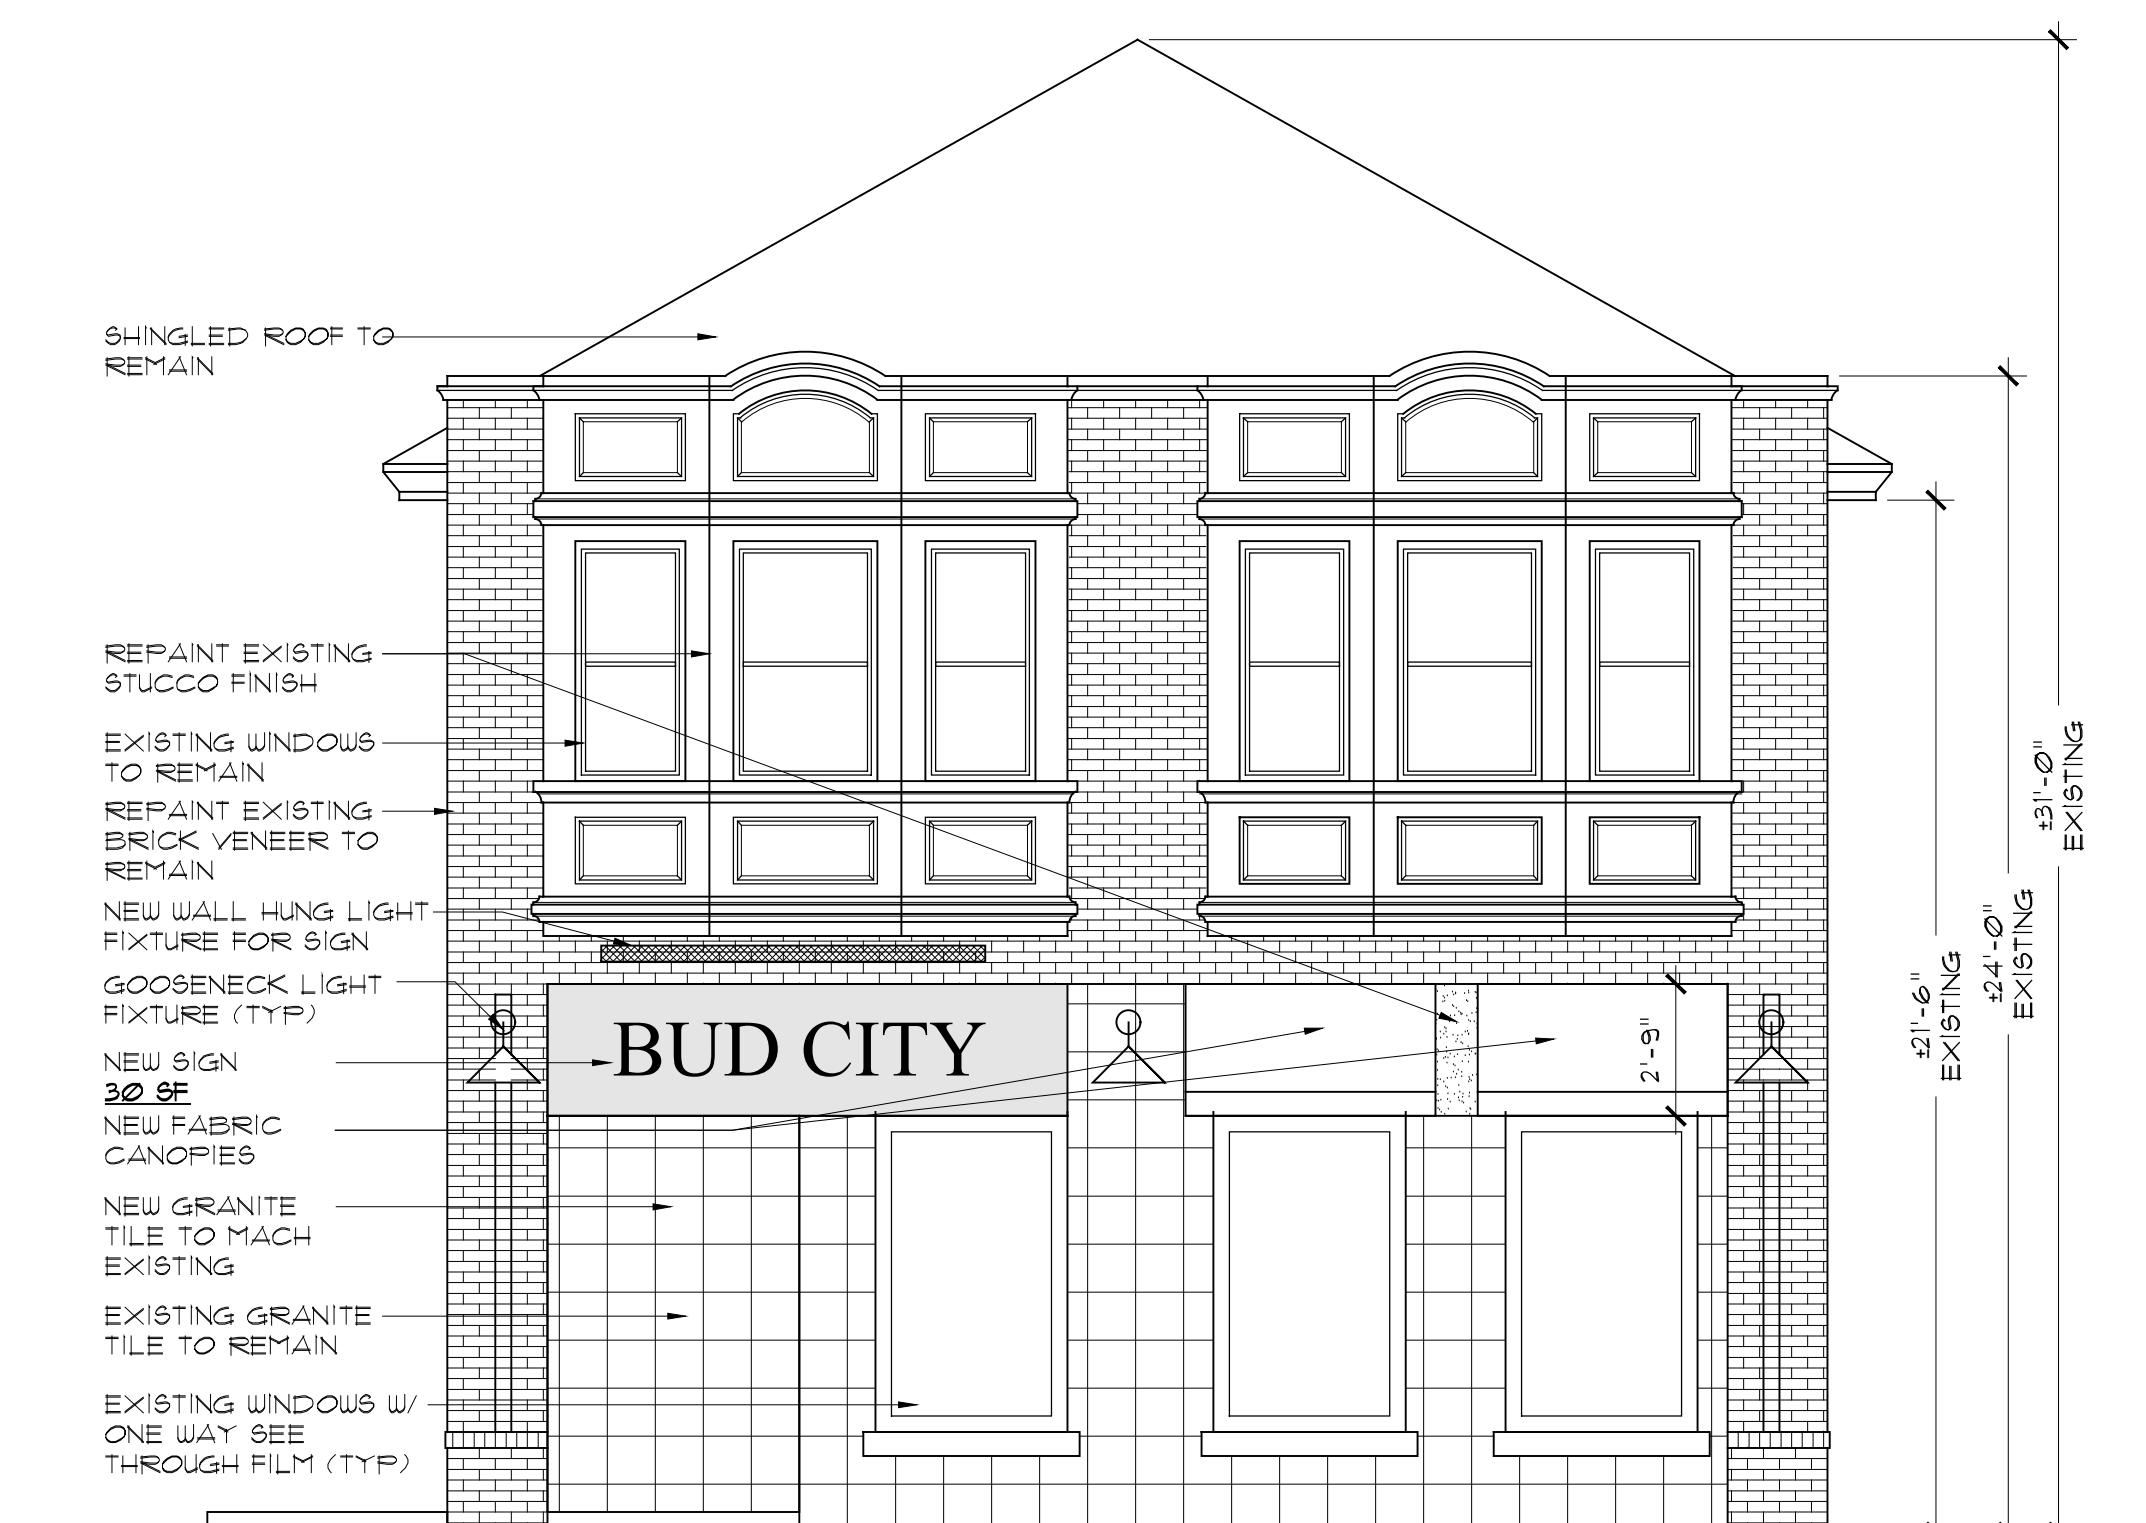 SHINGLED ROOF TO
REMAIN
REPAINT EXISTING
STUCCO FINISH
EXISTING WINDOWS
TO REMAIN
REPAINT EXISTING
BRICK VENEER TO
REMAIN
NEW WALL HUNG LIGHT
FIXTURE FOR SIGN
GOOSENECK LIGHT
FIXTURE (TYP)
NEW SIGN
30 SF
NEW FABRIC
CANOPIES
NEW GRANITE
TILE TO MACH
EXISTING
EXISTING GRANITE
TILE TO REMAIN
EXISTING WINDOWS W/
ONE WAY SEE
THROUGH FILM (TYP)
BUD CITY
2'-9"
±21'-6"
EXISTING
±24'-0"
EXISTING
±31'-0"
EXISTING